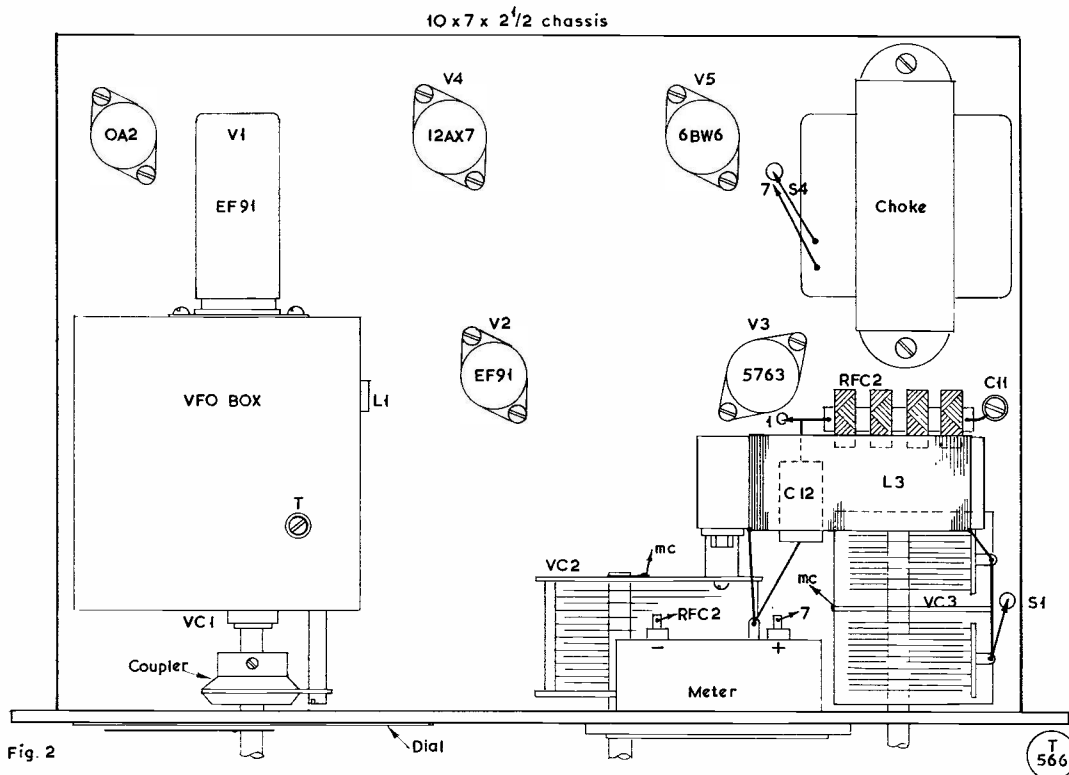 10 x 7 x 2 1/2 chassis
V4
V5
OA2
V1
12AX7
6BW6
EF91
7
S4
Choke
V2
V3
EF91
5763
RFC2
C11
VFO BOX
L1
1
L3
C12
T
mc
VC2
mc
VC3
S1
RFC2
7
VC1
-
+
Coupler
Meter
Dial
Fig. 2
T
566